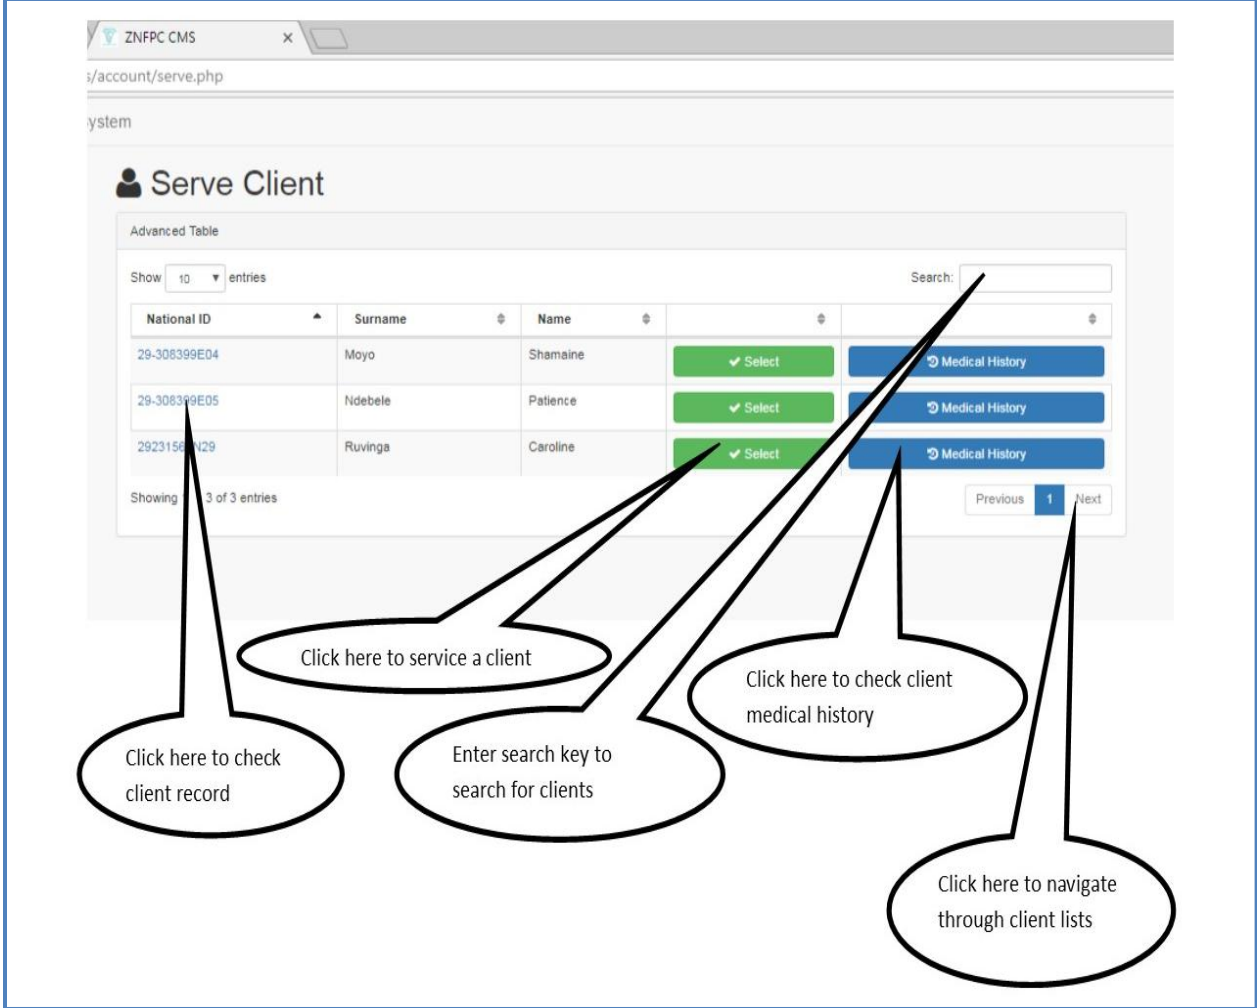 ZNFPC CMS
s/account/serve.php
ystem
Serve Client
Advanced Table
Show 10 entries Search:
National ID Surname Name
29-308399E04 Moyo Shamaine Select Medical History
29-308399E05 Ndebele Patience Select Medical History
Ruvinga Caroline Select Medical History
Showing 3 of 3 entries Previous 1 Next
Click here to service a client
Click here to check client
medical history
Click here to check
client record
Enter search key to
search for clients
Click here to navigate
through client lists